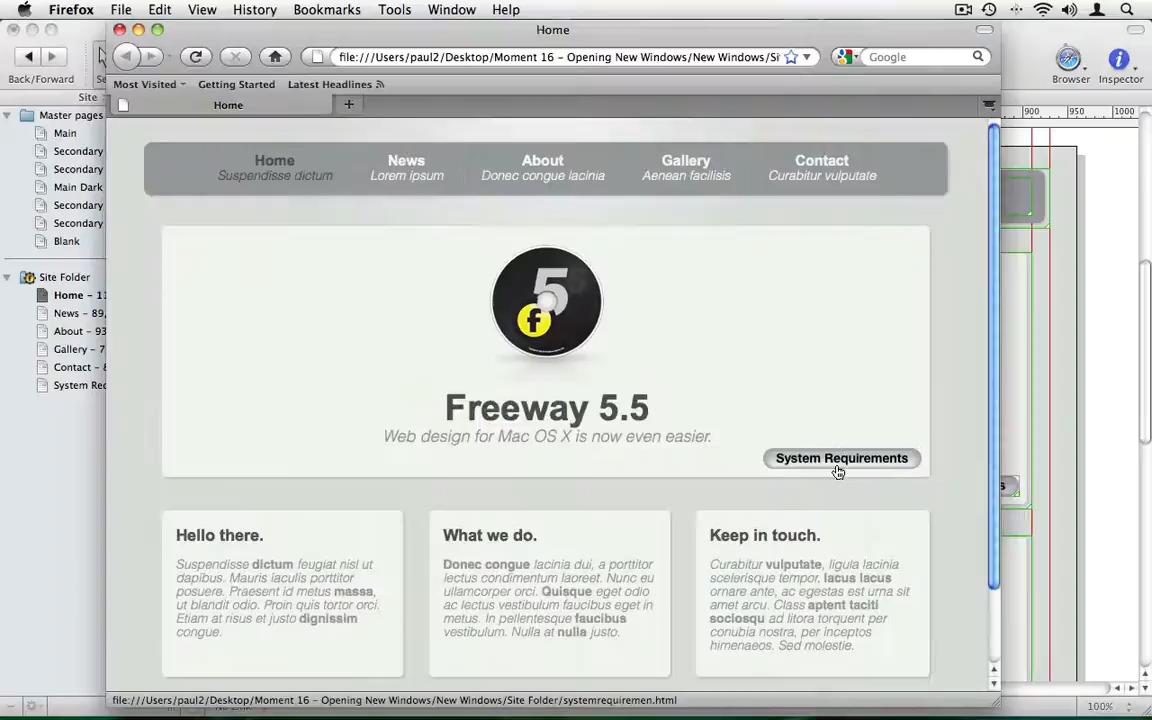 Firefox File Edit View History Bookmarks Tools Window Help
Home
file:///Users/paul2/Desktop/Moment 16 – Opening New Windows/New Windows/Sit
Google
Back/Forward
Browser
Inspector
Most Visited Getting Started Latest Headlines
Site
Home
900 950 1000
Master pages
Main
Secondary
Secondary
Main Dark
Secondary
Secondary
Blank
Site Folder
Home – 11
News – 89,
About – 93
Gallery – 7
Contact –
System Req
Home News About Gallery Contact
Suspendisse dictum Lorem ipsum Donec congue lacinia Aenean facilisis Curabitur vulputate
5
f
Freeway 5.5
Web design for Mac OS X is now even easier.
System Requirements
s
Hello there.
Suspendisse dictum feugiat nisl ut
dapibus. Mauris iaculis porttitor
posuere. Praesent id metus massa,
ut blandit odio. Proin quis tortor orci.
Etiam at risus et justo dignissim
congue.
What we do.
Donec congue lacinia dui, a porttitor
lectus condimentum laoreet. Nunc eu
ullamcorper orci. Quisque eget odio
ac lectus vestibulum faucibus eget in
metus. In pellentesque faucibus
vestibulum. Nulla at nulla justo.
Keep in touch.
Curabitur vulputate, ligula lacinia
scelerisque tempor, lacus lacus
ornare ante, ac egestas est urna sit
amet arcu. Class aptent taciti
sociosqu ad litora torquent per
conubia nostra, per inceptos
himenaeos. Sed molestie.
file:///Users/paul2/Desktop/Moment 16 – Opening New Windows/New Windows/Site Folder/systemrequiremen.html
100%